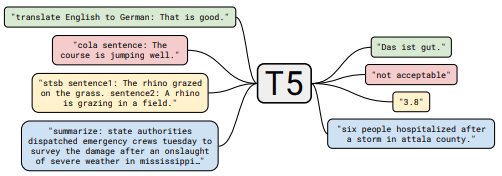 "translate English to German: That is good."
"cola sentence: The
course is jumping well."
"stsb sentence1: The rhino grazed
on the grass. sentence2: A rhino
is grazing in a field."
"summarize: state authorities
dispatched emergency crews tuesday to
survey the damage after an onslaught
of severe weather in mississippi…"
T5
"Das ist gut."
"not acceptable"
"3.8"
"six people hospitalized after
a storm in attala county."